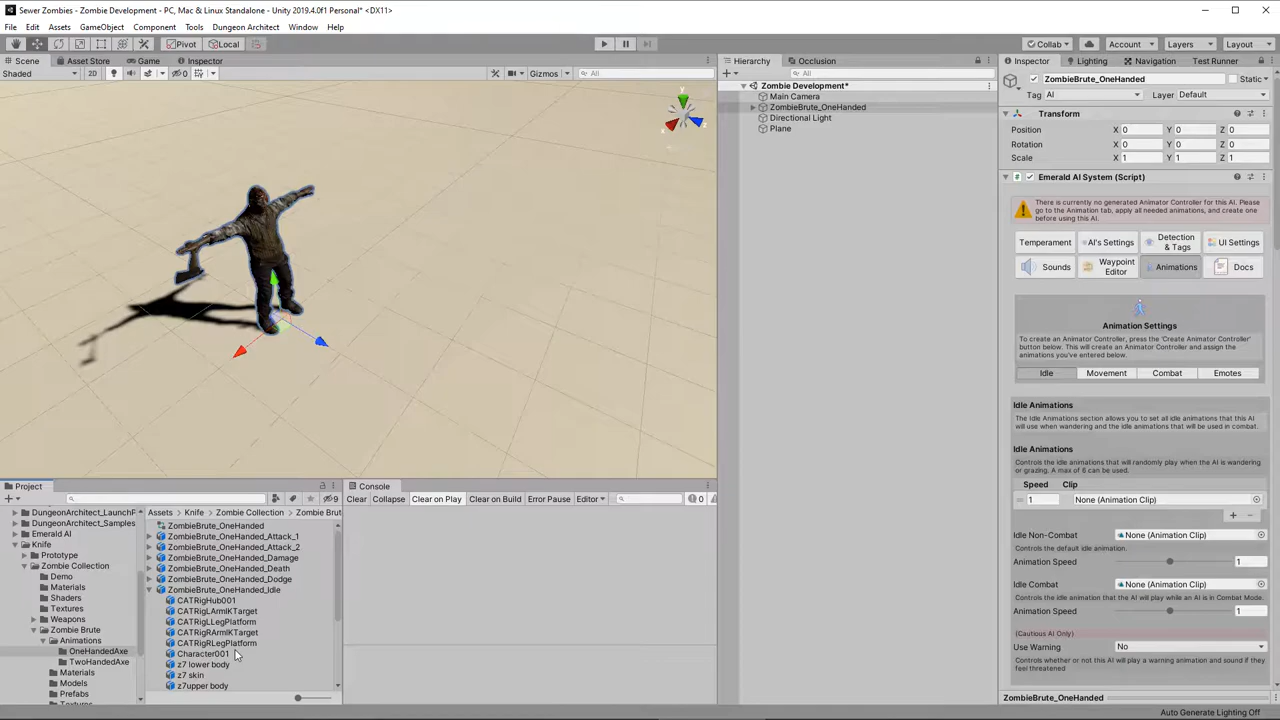 Sewer Zombies - Zombie Development - PC, Mac & Linux Standalone - Unity 2019.4.0f1 Personal* <DX11>
File Edit Assets GameObject Component Tools Dungeon Architect Window Help
Pivot Local Collab Account Layers Layout
Scene Asset Store Game Inspector
Shaded 2D 0 Gizmos All
y
x
z
Hierarchy Occlusion
All
Zombie Development*
Main Camera
ZombieBrute_OneHanded
Directional Light
Plane
Inspector Lighting Navigation Test Runner
ZombieBrute_OneHanded Static
Tag AI Layer Default
Transform
Position X 0 Y 0 Z 0
Rotation X 0 Y 0 Z 0
Scale X 1 Y 1 Z 1
Emerald AI System (Script)
There is currently no generated Animator Controller for this AI. Please
go to the Animation tab, apply all needed animations, and create one
before using this AI.
Temperament AI's Settings Detection & Tags UI Settings
Sounds Waypoint Editor Animations Docs
Animation Settings
To create an Animator Controller, press the 'Create Animator Controller'
button below. This will create an Animator Controller and assign the
animations you've entered below.
Idle Movement Combat Emotes
Idle Animations
The Idle Animations section allows you to set all idle animations that this AI
will use when wandering and the idle animations that will be used in combat.
Idle Animations
Controls the idle animations that will randomly play when the AI is wandering
or grazing. A max of 6 can be used.
Speed Clip
1 None (Animation Clip)
Idle Non-Combat None (Animation Clip)
Controls the default idle animation.
Animation Speed 1
Idle Combat None (Animation Clip)
Controls the idle animation that the AI will play while an AI is in Combat Mode.
Animation Speed 1
(Cautious AI Only)
Use Warning No
Controls whether or not this AI will play a warning animation and sound if they
feel threatened
ZombieBrute_OneHanded
Auto Generate Lighting Off
Project
9
DungeonArchitect_LaunchP
DungeonArchitect_Samples
Emerald AI
Knife
Prototype
Zombie Collection
Demo
Materials
Shaders
Textures
Weapons
Zombie Brute
Animations
OneHandedAxe
TwoHandedAxe
Materials
Models
Prefabs
Textures
Assets Knife Zombie Collection Zombie Brut
ZombieBrute_OneHanded
ZombieBrute_OneHanded_Attack_1
ZombieBrute_OneHanded_Attack_2
ZombieBrute_OneHanded_Damage
ZombieBrute_OneHanded_Death
ZombieBrute_OneHanded_Dodge
ZombieBrute_OneHanded_Idle
CATRigHub001
CATRigLArmIKTarget
CATRigLLegPlatform
CATRigRArmIKTarget
CATRigRLegPlatform
Character001
z7 lower body
z7 skin
z7upper body
Console
Clear Collapse Clear on Play Clear on Build Error Pause Editor 0